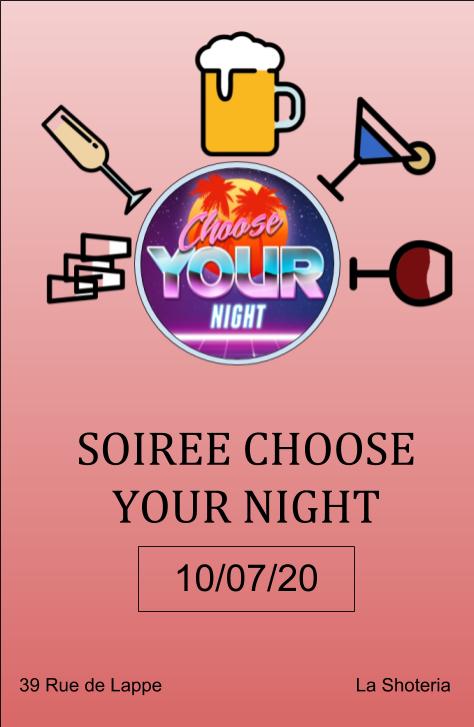 Choose
YOUR
NIGHT
SOIREE CHOOSE
YOUR NIGHT
10/07/20
39 Rue de Lappe
La Shoteria